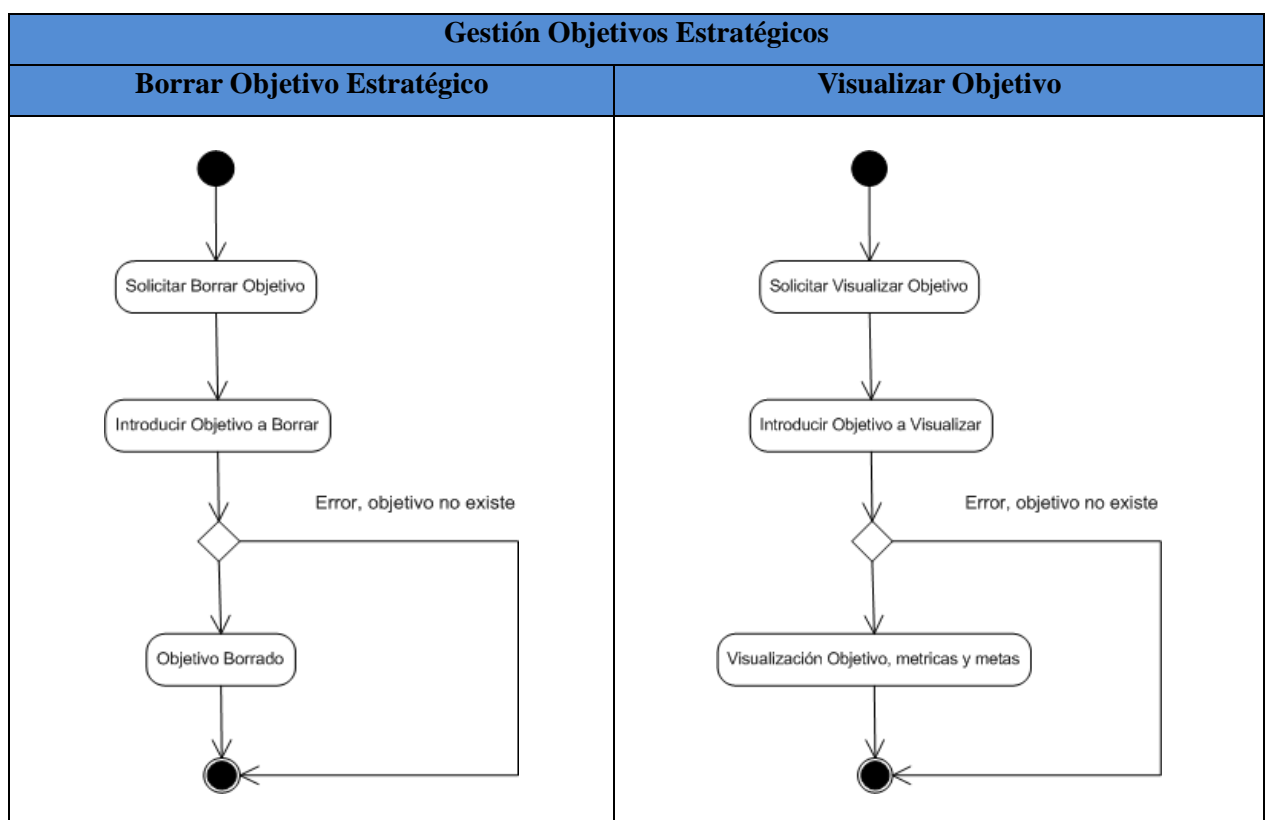 Gestión Objetivos Estratégicos
Borrar Objetivo Estratégico
Visualizar Objetivo
Solicitar Borrar Objetivo
Introducir Objetivo a Borrar
Error, objetivo no existe
Objetivo Borrado
Solicitar Visualizar Objetivo
Introducir Objetivo a Visualizar
Error, objetivo no existe
Visualización Objetivo, metricas y metas